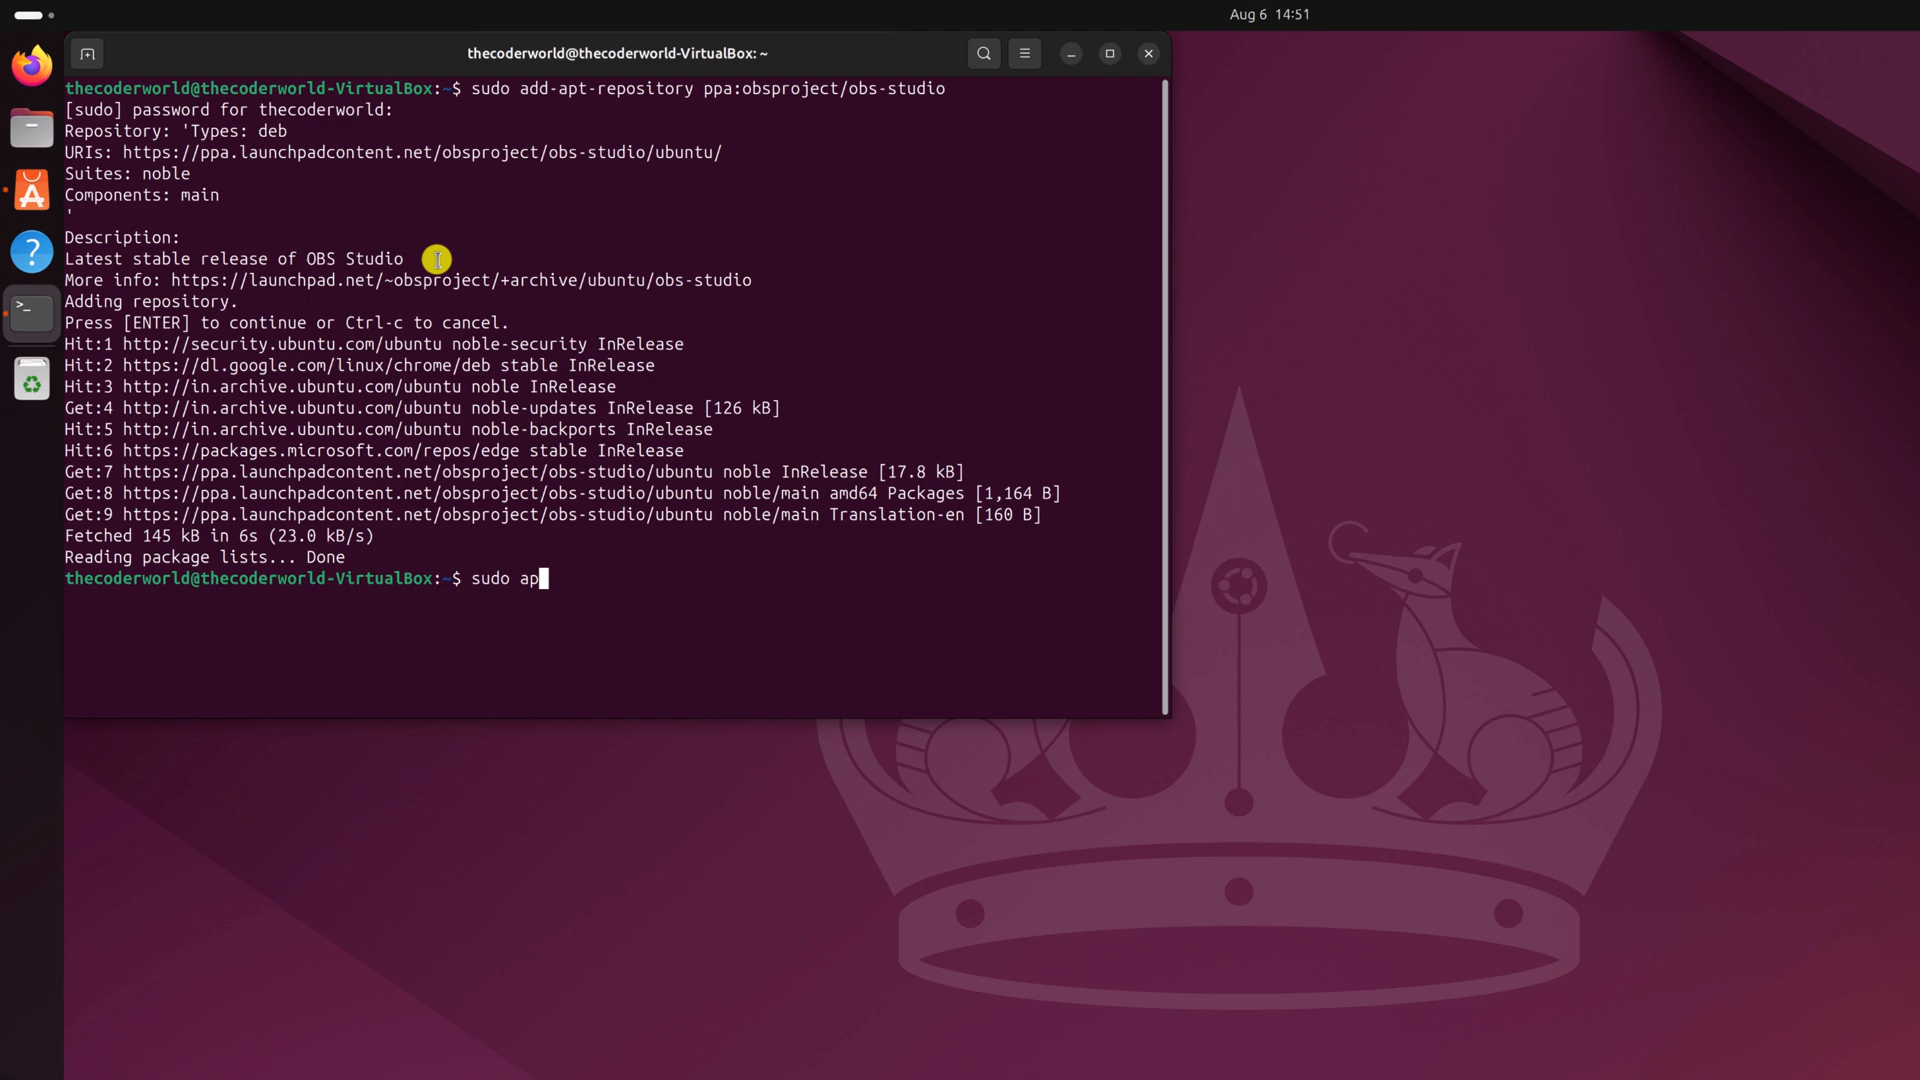 Aug 6 14:51
thecoderworld@thecoderworld-VirtualBox: ~
thecoderworld@thecoderworld-VirtualBox:~$ sudo add-apt-repository ppa:obsproject/obs-studio
[sudo] password for thecoderworld:
Repository: 'Types: deb
URIs: https://ppa.launchpadcontent.net/obsproject/obs-studio/ubuntu/
Suites: noble
Components: main
'
Description:
Latest stable release of OBS Studio
More info: https://launchpad.net/~obsproject/+archive/ubuntu/obs-studio
Adding repository.
Press [ENTER] to continue or Ctrl-c to cancel.
Hit:1 http://security.ubuntu.com/ubuntu noble-security InRelease
Hit:2 https://dl.google.com/linux/chrome/deb stable InRelease
Hit:3 http://in.archive.ubuntu.com/ubuntu noble InRelease
Get:4 http://in.archive.ubuntu.com/ubuntu noble-updates InRelease [126 kB]
Hit:5 http://in.archive.ubuntu.com/ubuntu noble-backports InRelease
Hit:6 https://packages.microsoft.com/repos/edge stable InRelease
Get:7 https://ppa.launchpadcontent.net/obsproject/obs-studio/ubuntu noble InRelease [17.8 kB]
Get:8 https://ppa.launchpadcontent.net/obsproject/obs-studio/ubuntu noble/main amd64 Packages [1,164 B]
Get:9 https://ppa.launchpadcontent.net/obsproject/obs-studio/ubuntu noble/main Translation-en [160 B]
Fetched 145 kB in 6s (23.0 kB/s)
Reading package lists... Done
thecoderworld@thecoderworld-VirtualBox:~$ sudo ap